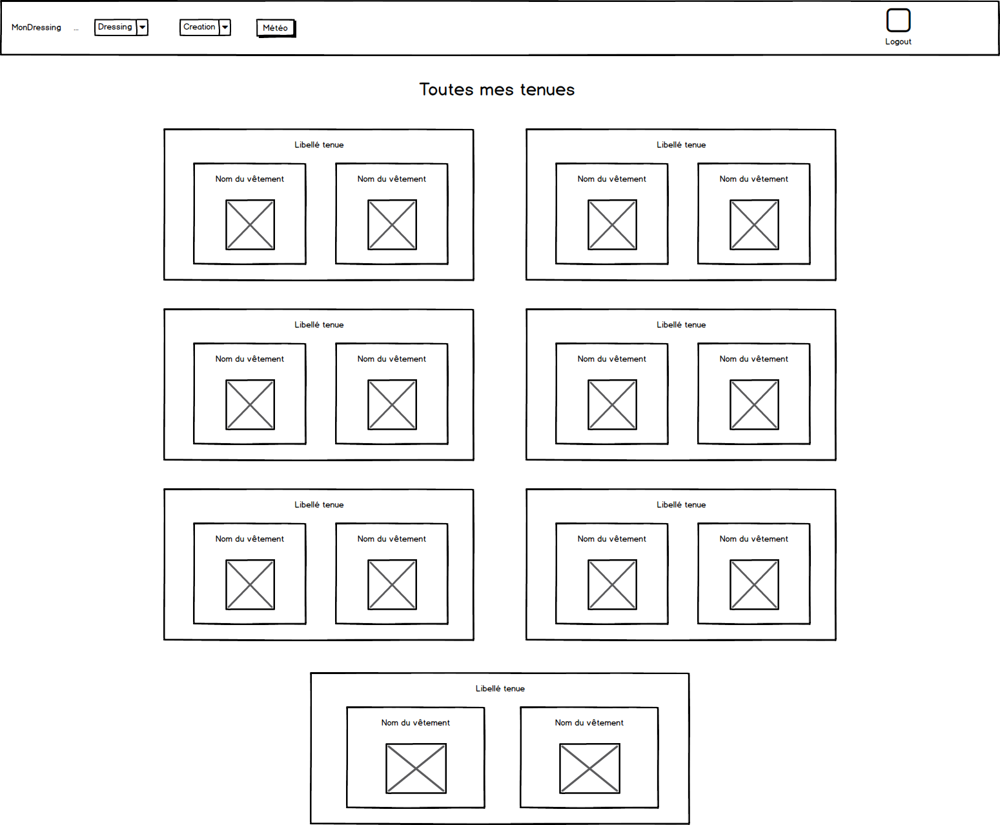 MonDressing ... Dressing Creation Météo
Logout
Toutes mes tenues
Libellé tenue Libellé tenue
Nom du vêtement Nom du vêtement Nom du vêtement Nom du vêtement
Libellé tenue Libellé tenue
Nom du vêtement Nom du vêtement Nom du vêtement Nom du vêtement
Libellé tenue Libellé tenue
Nom du vêtement Nom du vêtement Nom du vêtement Nom du vêtement
Libellé tenue
Nom du vêtement Nom du vêtement